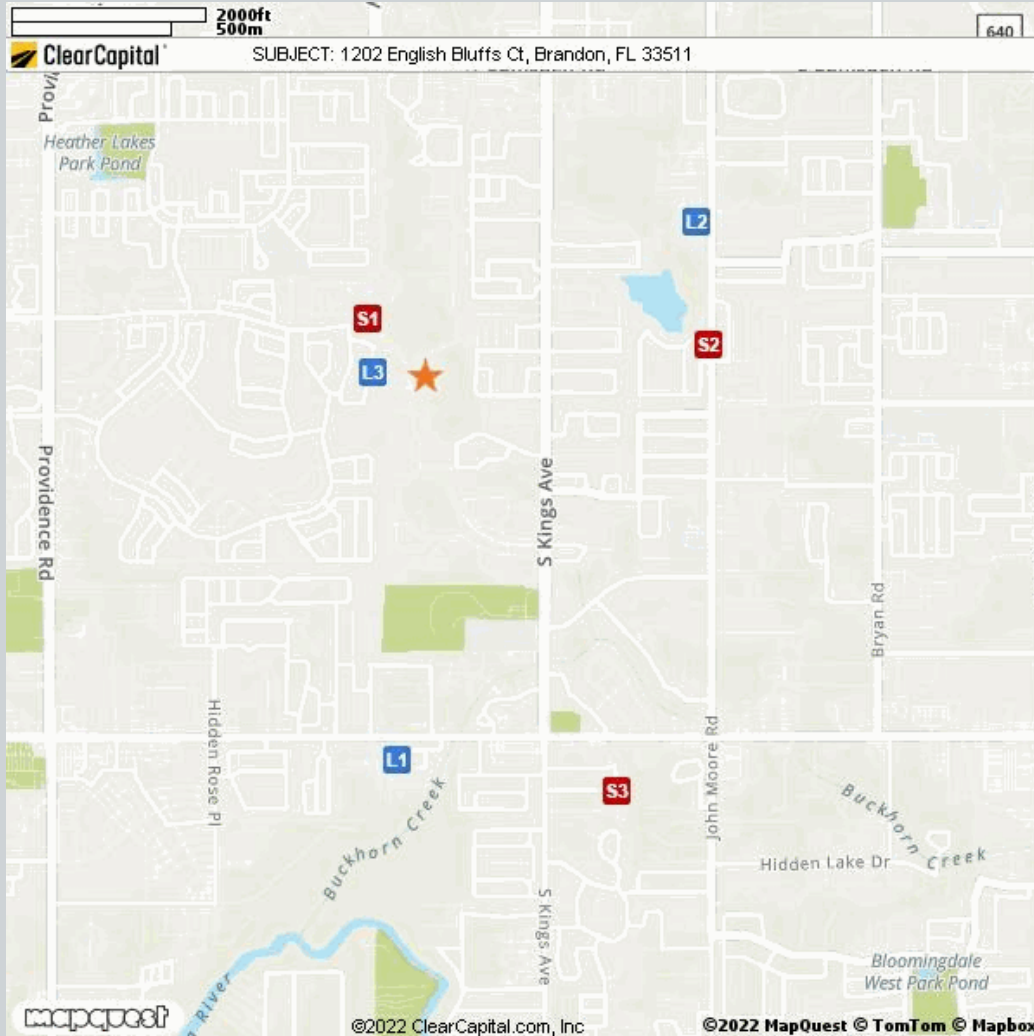 2000ft
500m
640
ClearCapital
SUBJECT: 1202 English Bluffs Ct, Brandon, FL 33511
Heather Lakes
Park Pond
L2
S1
S2
L3
Providence Rd
S Kings Ave
Bryan Rd
Hidden Rose Pl
John Moore Rd
L1
S3
Buckhorn Creek
Buckhorn Creek
Hidden Lake Dr
S Kings Ave
Bloomingdale
West Park Pond
River
mapquest
©2022 ClearCapital.com, Inc
©2022 MapQuest © TomTom © Mapbox